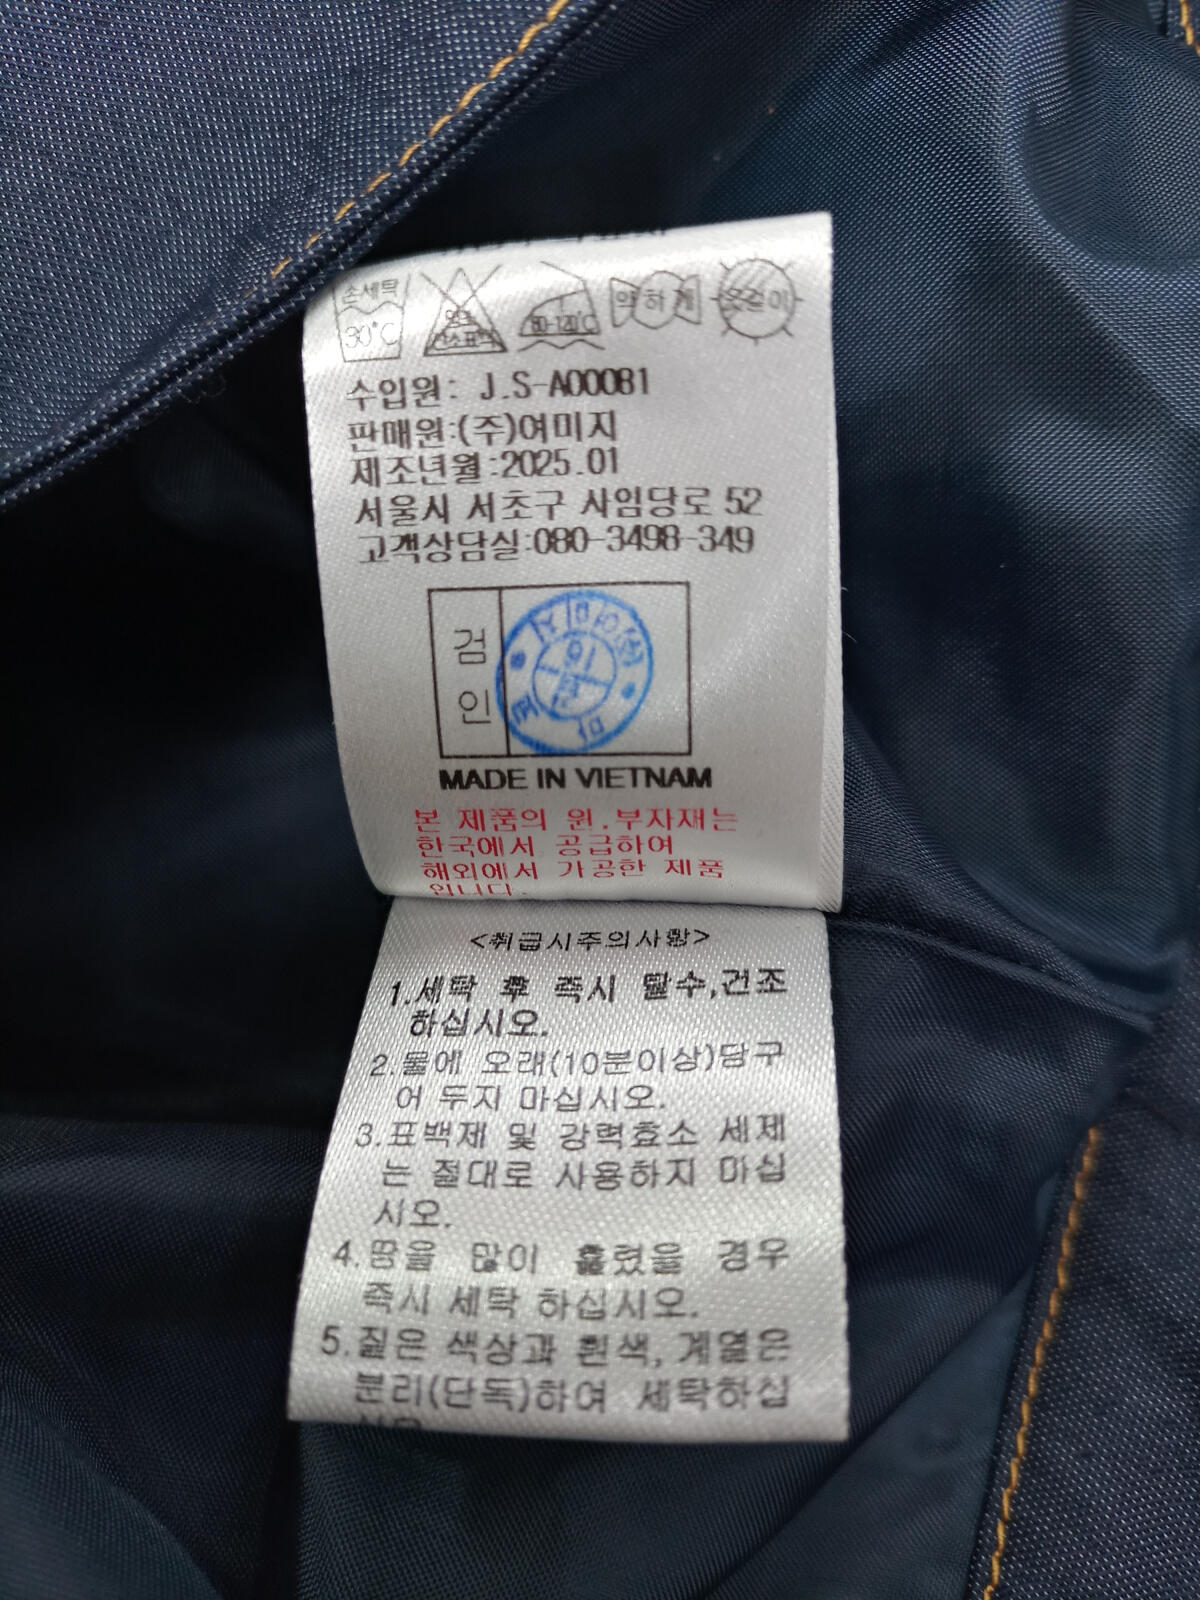 손세탁
30°C
염소표백
80-120°C
약하게
옷걸이
수입원: J.S-A00081
판매원:(주)여미지
제조년월:2025.01
서울시 서초구 사임당로 52
고객상담실:080-3498-349
검
인
MADE IN VIETNAM
본 제품의 원.부자재는
한국에서 공급하여
해외에서 가공한 제품
입니다.
<취급시주의사항>
1.세탁 후 즉시 탈수,건조
하십시오.
2.물에 오래(10분이상)담구
어 두지 마십시오.
3.표백제 및 강력효소 세제
는 절대로 사용하지 마십
시오.
4.땀을 많이 흘렸을 경우
즉시 세탁 하십시오.
5.짙은 색상과 흰색, 계열은
분리(단독)하여 세탁하십
시오